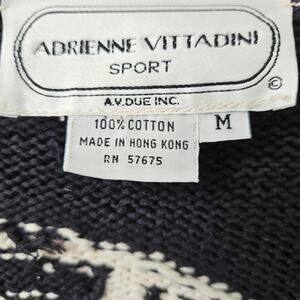 ADRIENNE VITTADINI
SPORT
©
A.V.DUE INC.
100% COTTON
M
MADE IN HONG KONG
RN 57675